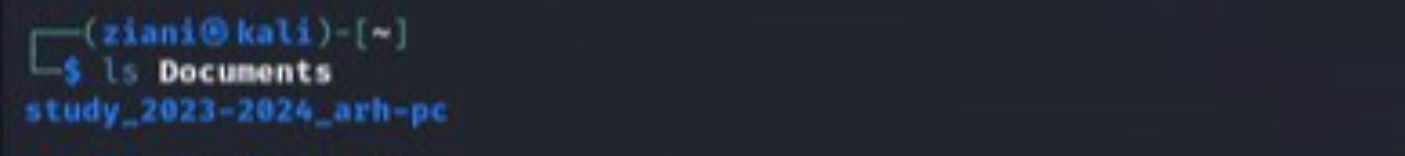 ┌──(ziani㉿kali)-[~]
└─$ ls Documents
study_2023-2024_arh-pc